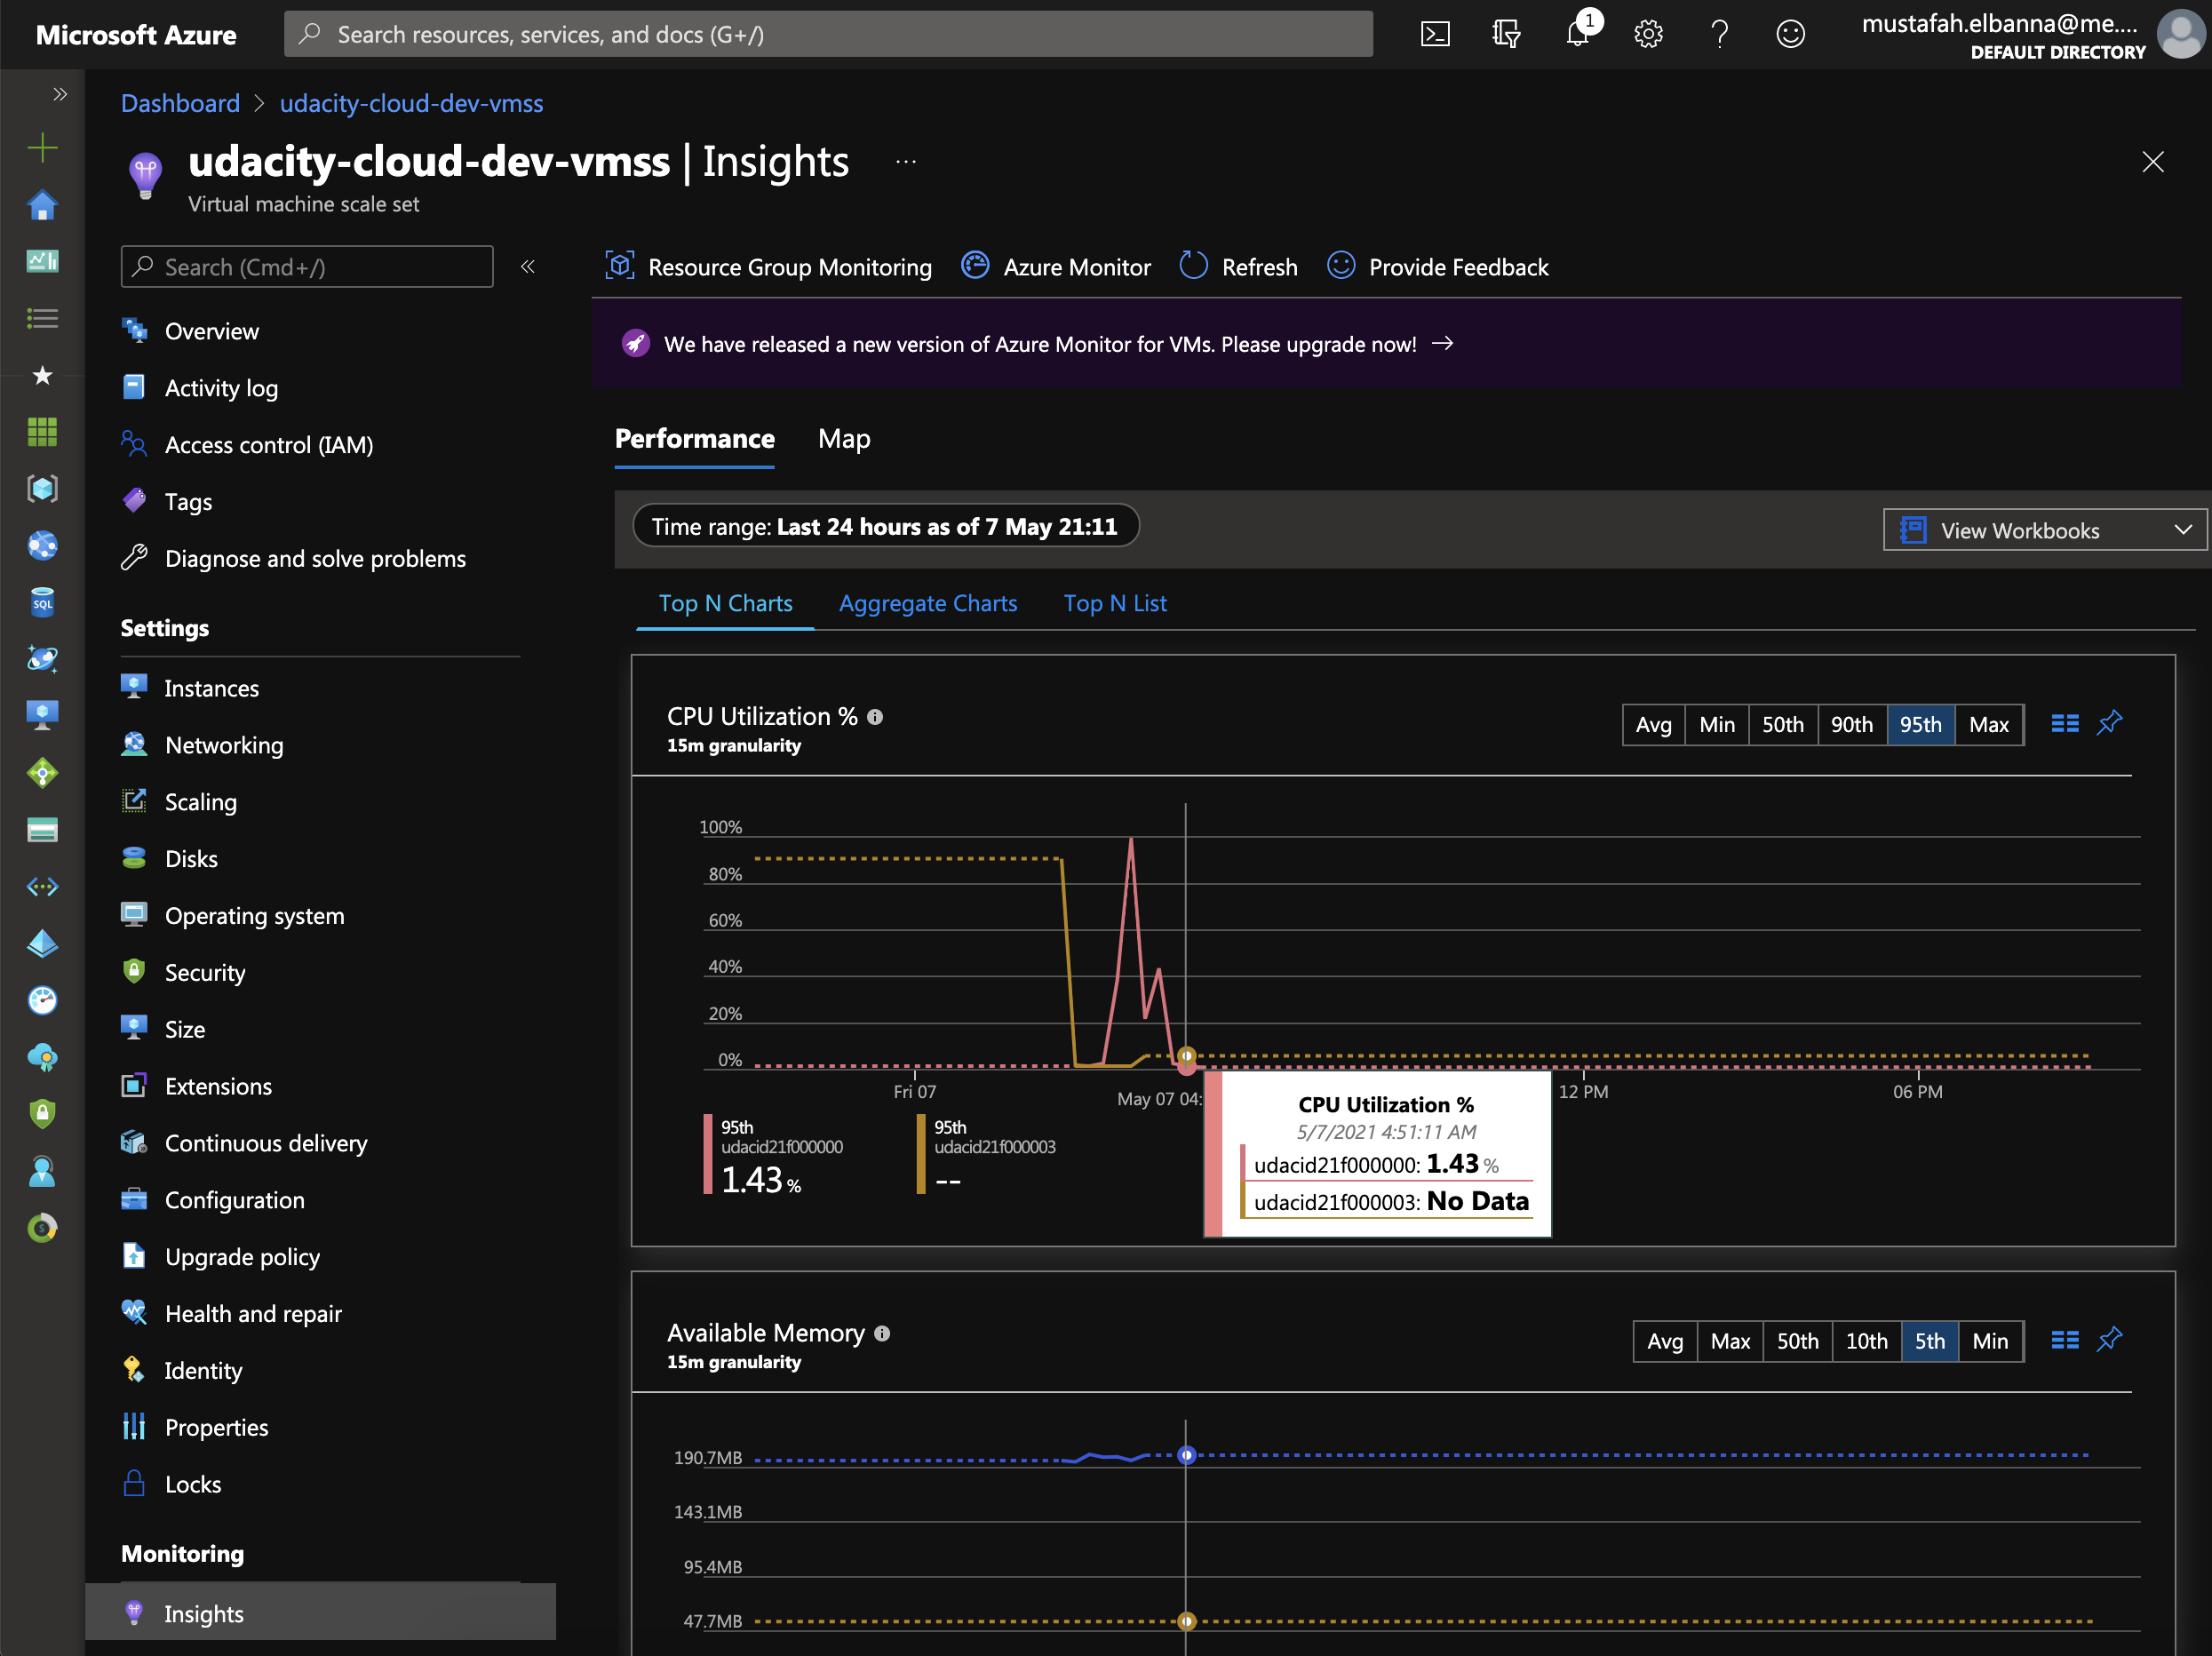 Microsoft Azure
Search resources, services, and docs (G+/)
1
mustafah.elbanna@me....
DEFAULT DIRECTORY
Dashboard > udacity-cloud-dev-vmss
udacity-cloud-dev-vmss | Insights ...
Virtual machine scale set
Search (Cmd+/)
Overview
Activity log
Access control (IAM)
Tags
Diagnose and solve problems
Settings
Instances
Networking
Scaling
Disks
Operating system
Security
Size
Extensions
Continuous delivery
Configuration
Upgrade policy
Health and repair
Identity
Properties
Locks
Monitoring
Insights
SQL
Resource Group Monitoring
Azure Monitor
Refresh
Provide Feedback
We have released a new version of Azure Monitor for VMs. Please upgrade now! →
Performance
Map
Time range: Last 24 hours as of 7 May 21:11
View Workbooks
Top N Charts
Aggregate Charts
Top N List
CPU Utilization %
15m granularity
Avg Min 50th 90th 95th Max
100%
80%
60%
40%
20%
0%
Fri 07
May 07 04:
12 PM
06 PM
95th
udacid21f000000
1.43 %
95th
udacid21f000003
--
CPU Utilization %
5/7/2021 4:51:11 AM
udacid21f000000: 1.43 %
udacid21f000003: No Data
Available Memory
15m granularity
Avg Max 50th 10th 5th Min
190.7MB
143.1MB
95.4MB
47.7MB